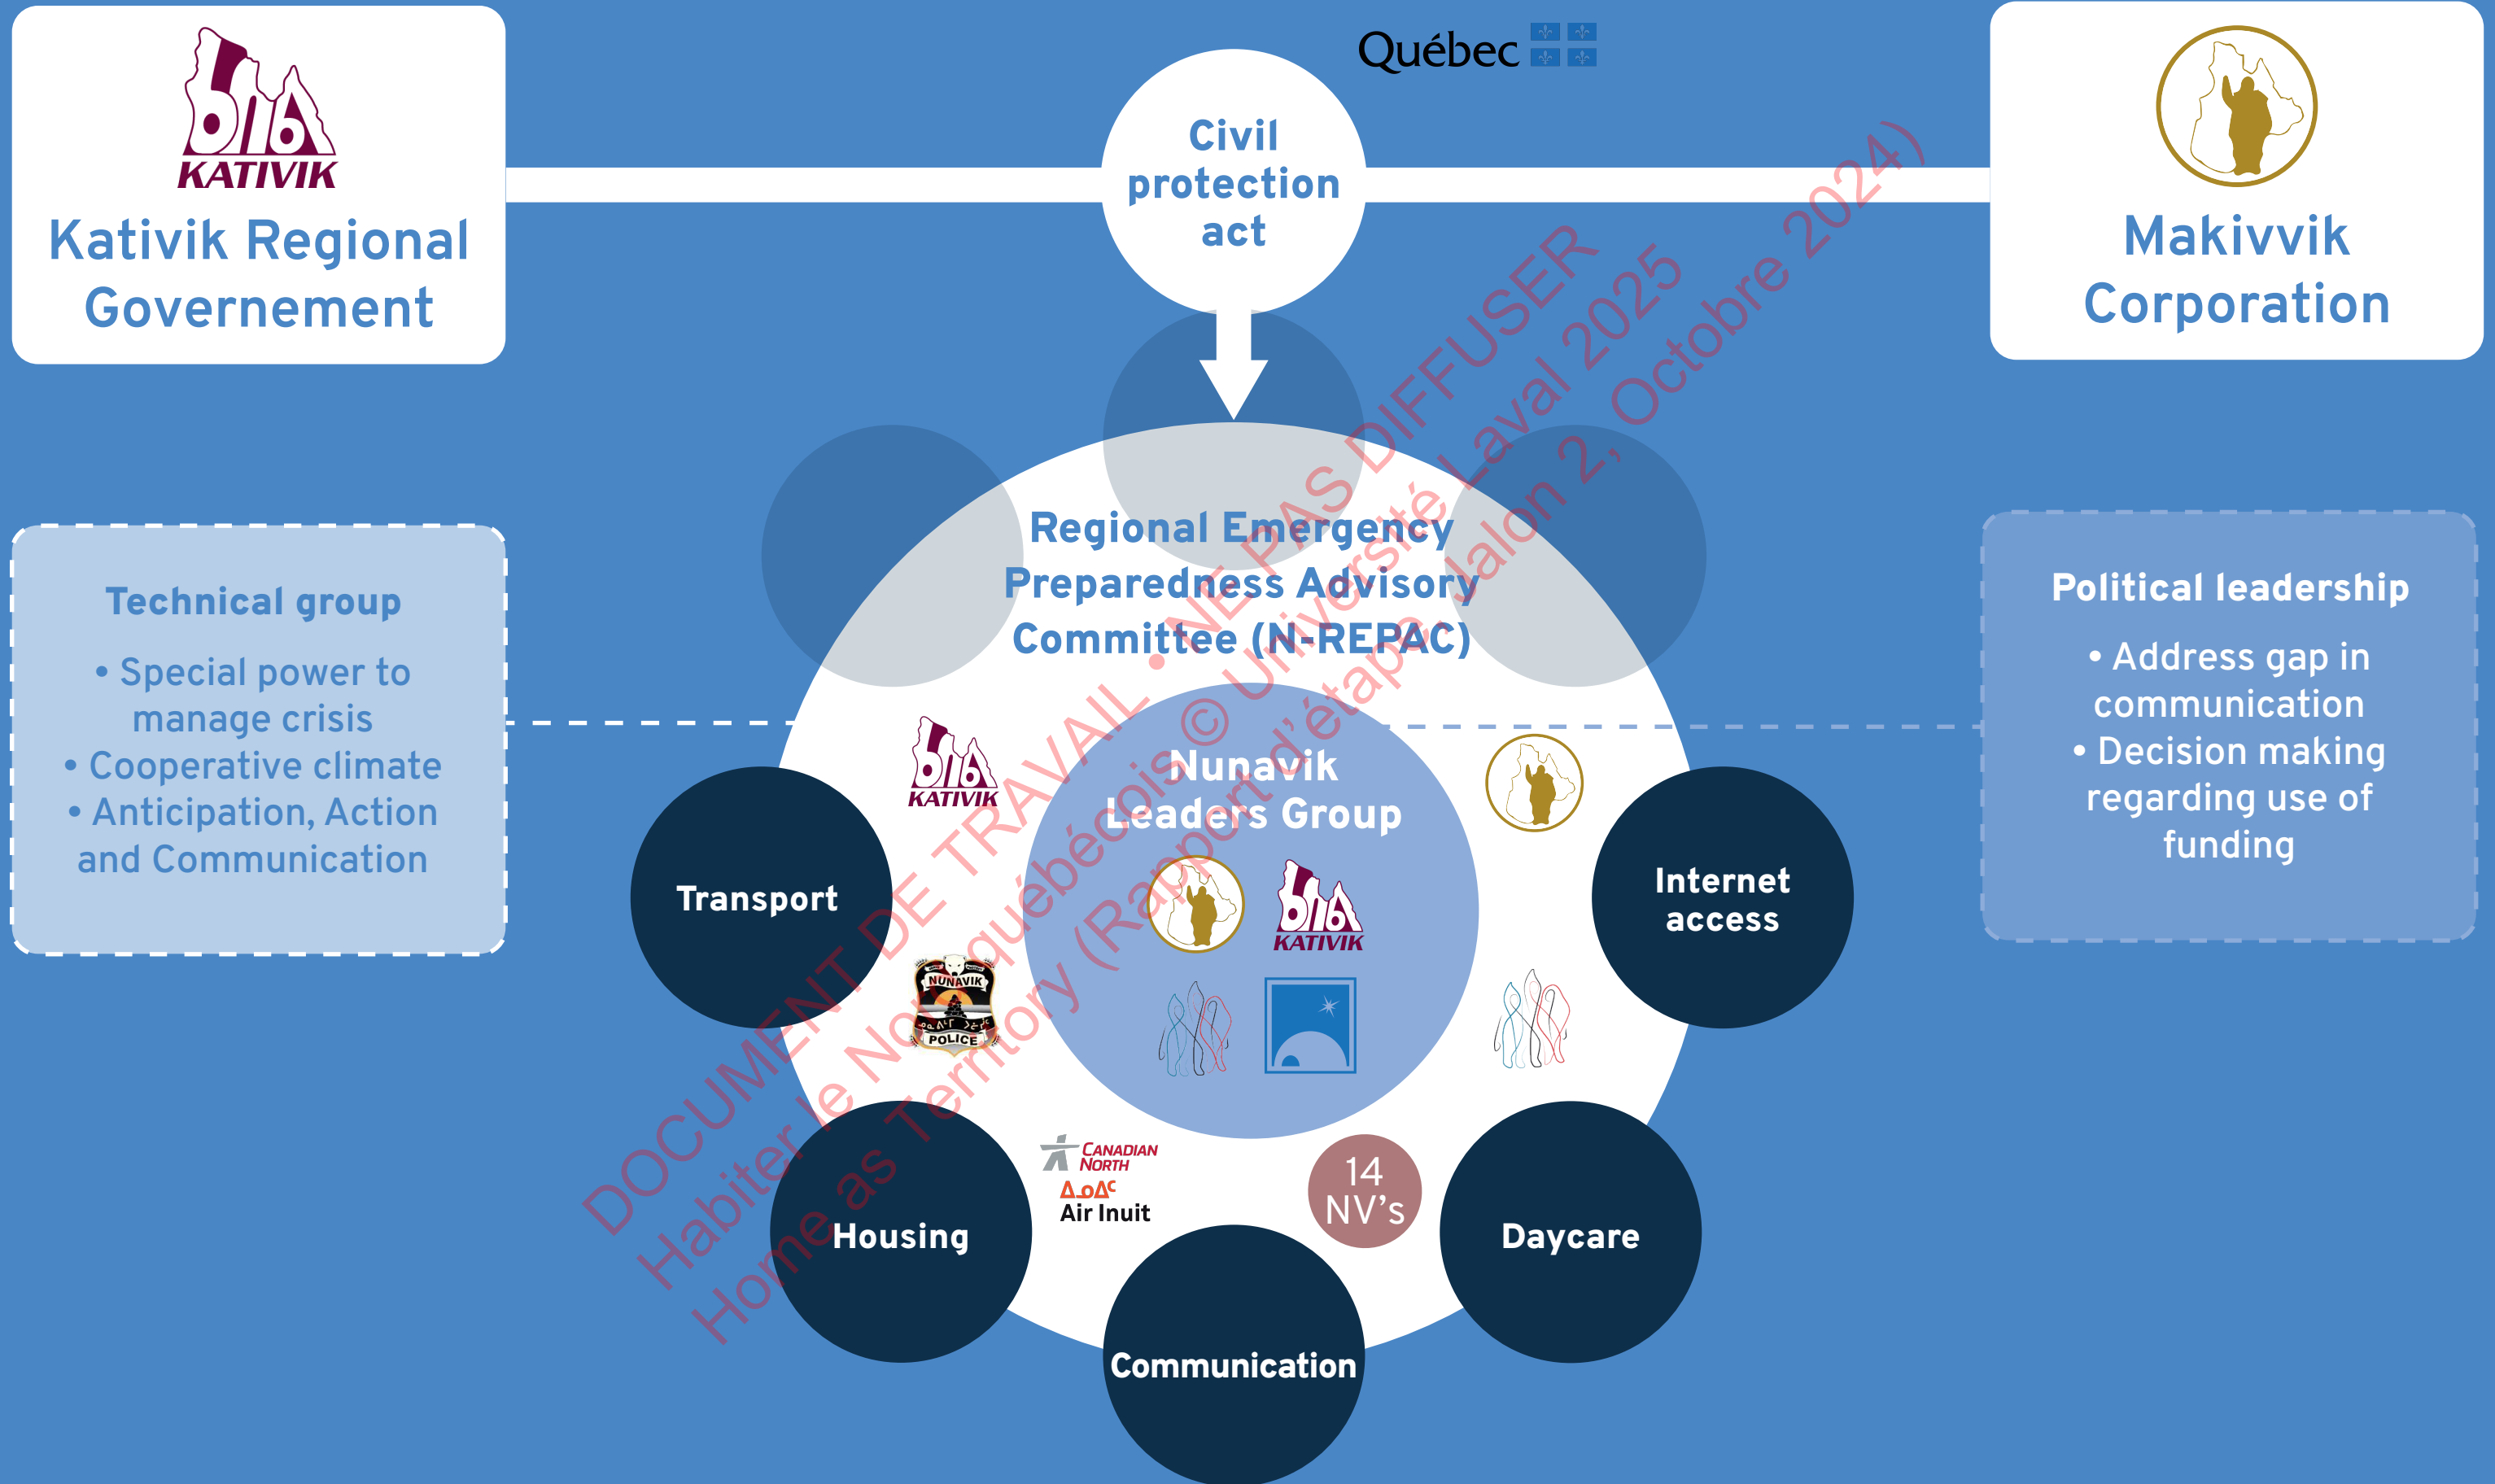 Québec
ᑲᑎᕕᒃ
KATIVIK
Kativik Regional
Governement
Civil
protection
act
Makivvik
Corporation
Regional Emergency
Preparedness Advisory
Committee (N-REPAC)
Technical group
• Special power to
manage crisis
• Cooperative climate
• Anticipation, Action
and Communication
Political leadership
• Address gap in
communication
• Decision making
regarding use of
funding
KATIVIK
Nunavik
Leaders Group
KATIVIK
Transport
Internet
access
NUNAVIK
POLICE
CANADIAN
NORTH
ᐃᓄᐃᑦ
Air Inuit
14
NV's
Housing
Daycare
Communication
DOCUMENT DE TRAVAIL • NE PAS DIFFUSER
Habiter le Nord québécois © Université Laval 2025
Home as Territory (Rapport d'étape, Jalon 2, Octobre 2024)